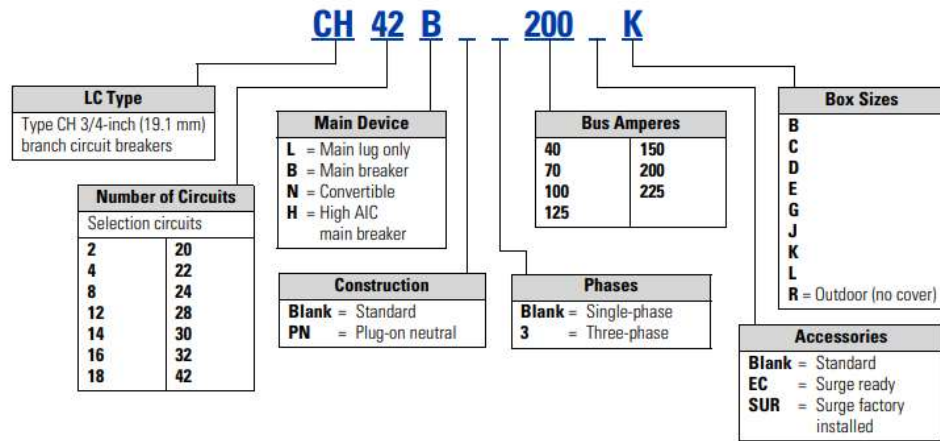 CH 42 B _ _ 200 _ K
LC Type
Type CH 3/4-inch (19.1 mm)
branch circuit breakers
Number of Circuits
Selection circuits
2 20
4 22
8 24
12 28
14 30
16 32
18 42
Main Device
L = Main lug only
B = Main breaker
N = Convertible
H = High AIC
main breaker
Construction
Blank = Standard
PN = Plug-on neutral
Bus Amperes
40 150
70 200
100 225
125
Phases
Blank = Single-phase
3 = Three-phase
Box Sizes
B
C
D
E
G
J
K
L
R = Outdoor (no cover)
Accessories
Blank = Standard
EC = Surge ready
SUR = Surge factory
installed